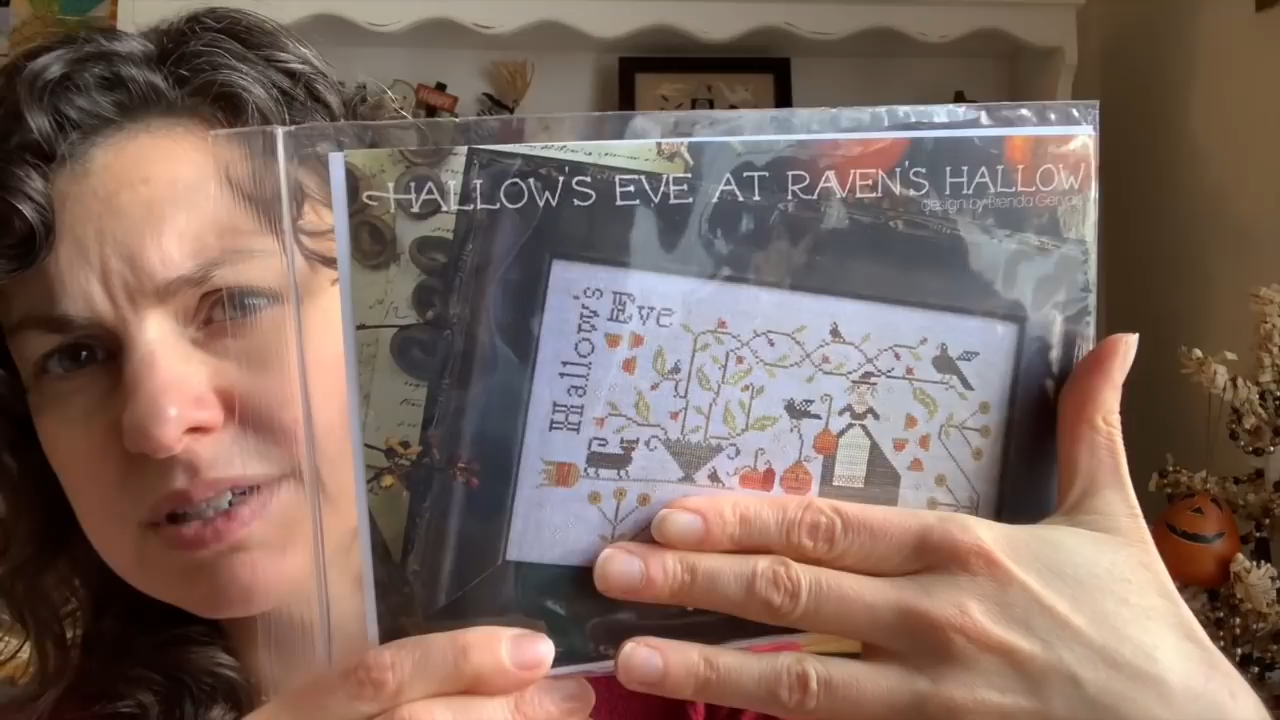 HALLOW'S EVE AT RAVEN'S HALLOW
design by Brenda Gervais
Hallow's
Eve